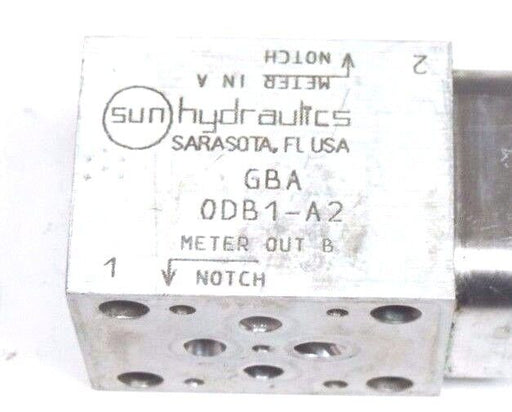 2
NOTCH
METER IN A
sun hydraulics
SARASOTA, FL USA
GBA
ODB1-A2
METER OUT B
1
NOTCH